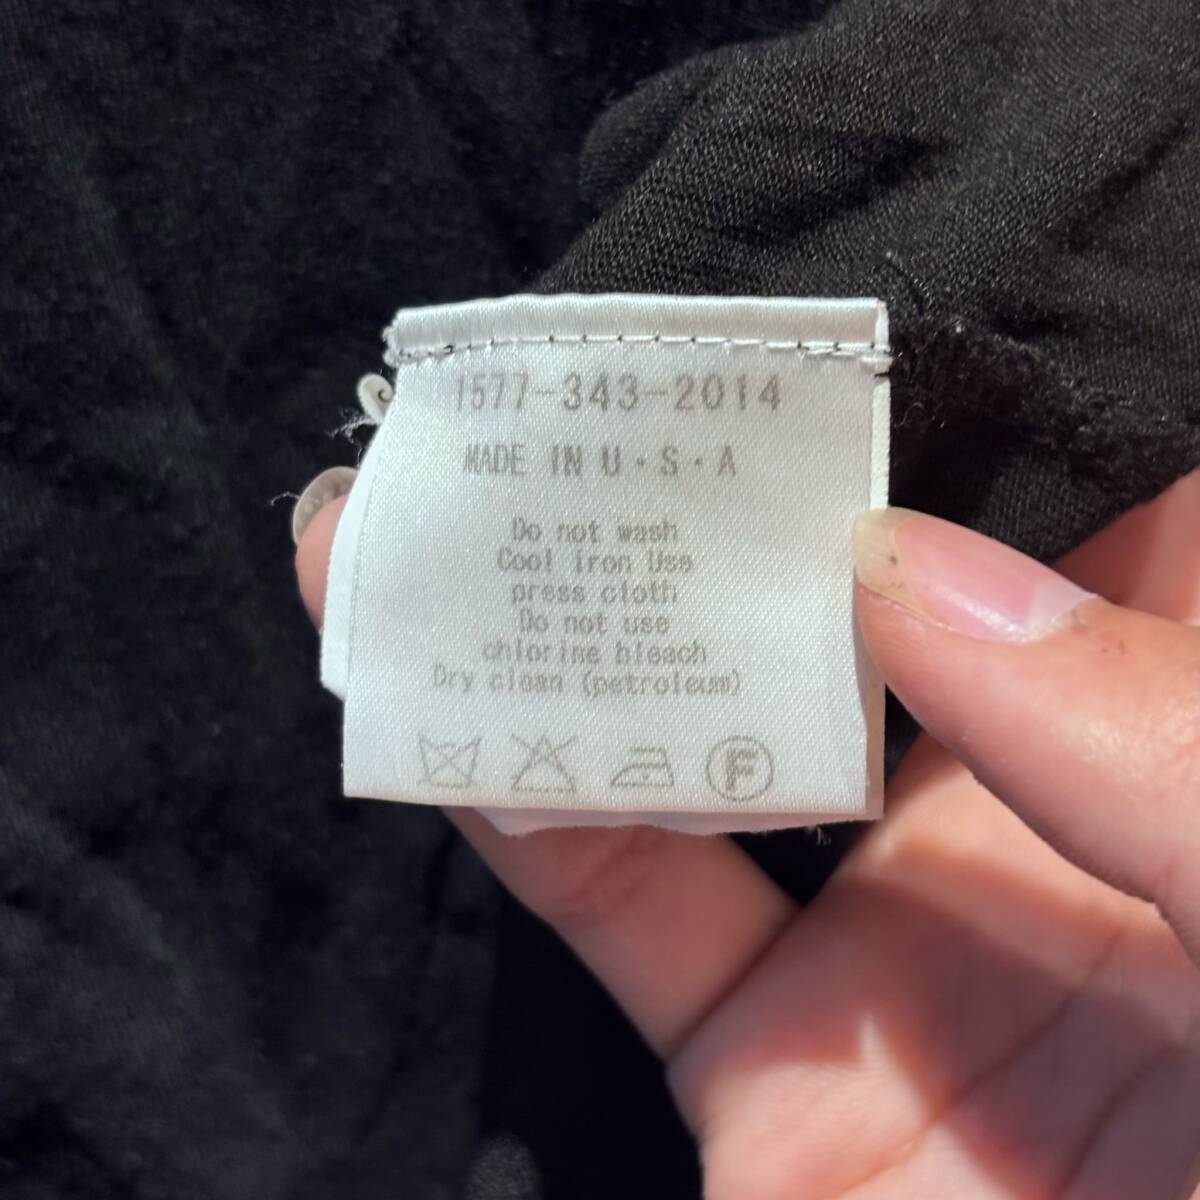 1577-343-2014
MADE IN U・S・A
Do not wash
Cool iron Use
press cloth
Do not use
chlorine bleach
Dry clean (petroleum)
F